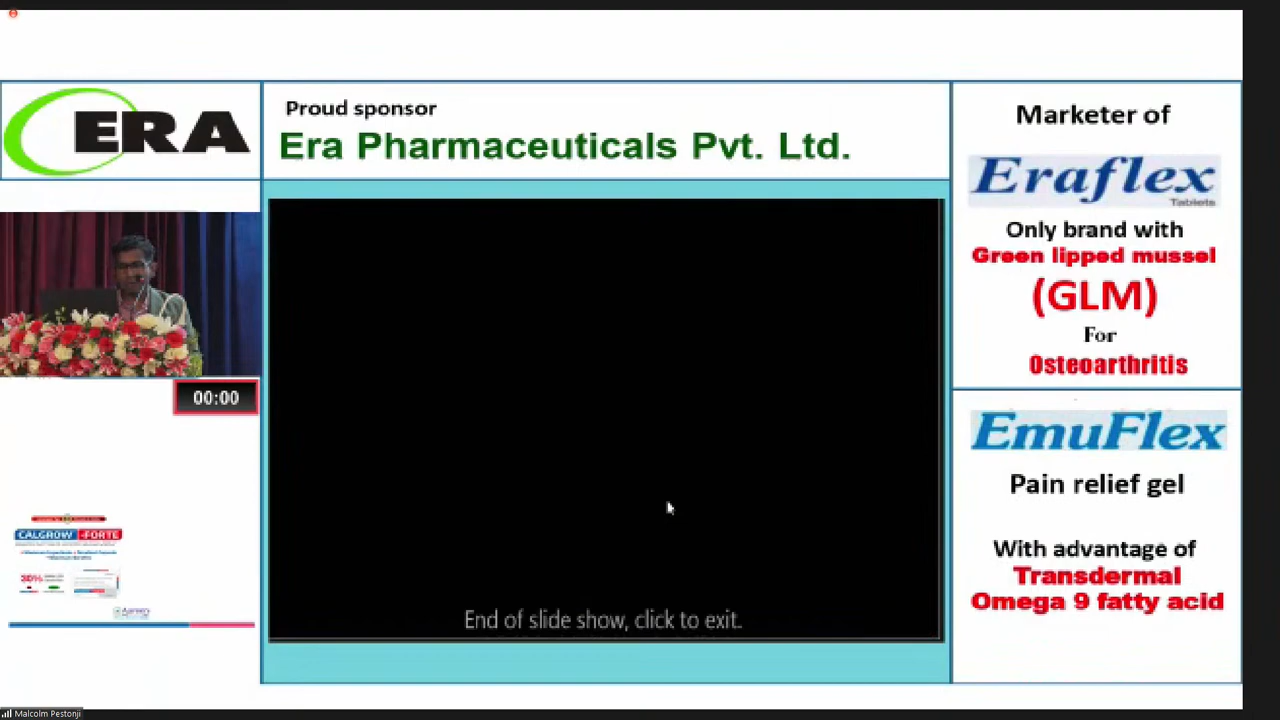 ERA
Proud sponsor
Era Pharmaceuticals Pvt. Ltd.
Marketer of
Eraflex
Tablets
Only brand with
Green lipped mussel
(GLM)
For
Osteoarthritis
00:00
EmuFlex
Pain relief gel
With advantage of
Transdermal
Omega 9 fatty acid
CALGROW -FORTE
30%
End of slide show, click to exit.
Malcolm Pestonji